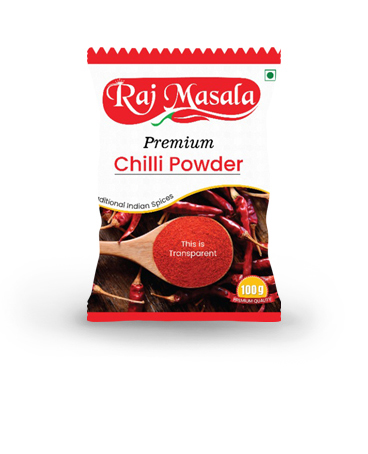 Raj Masala
Premium
Chilli Powder
ditional Indian Spices
This is
Transparent
100g
PREMIUM QUALITY